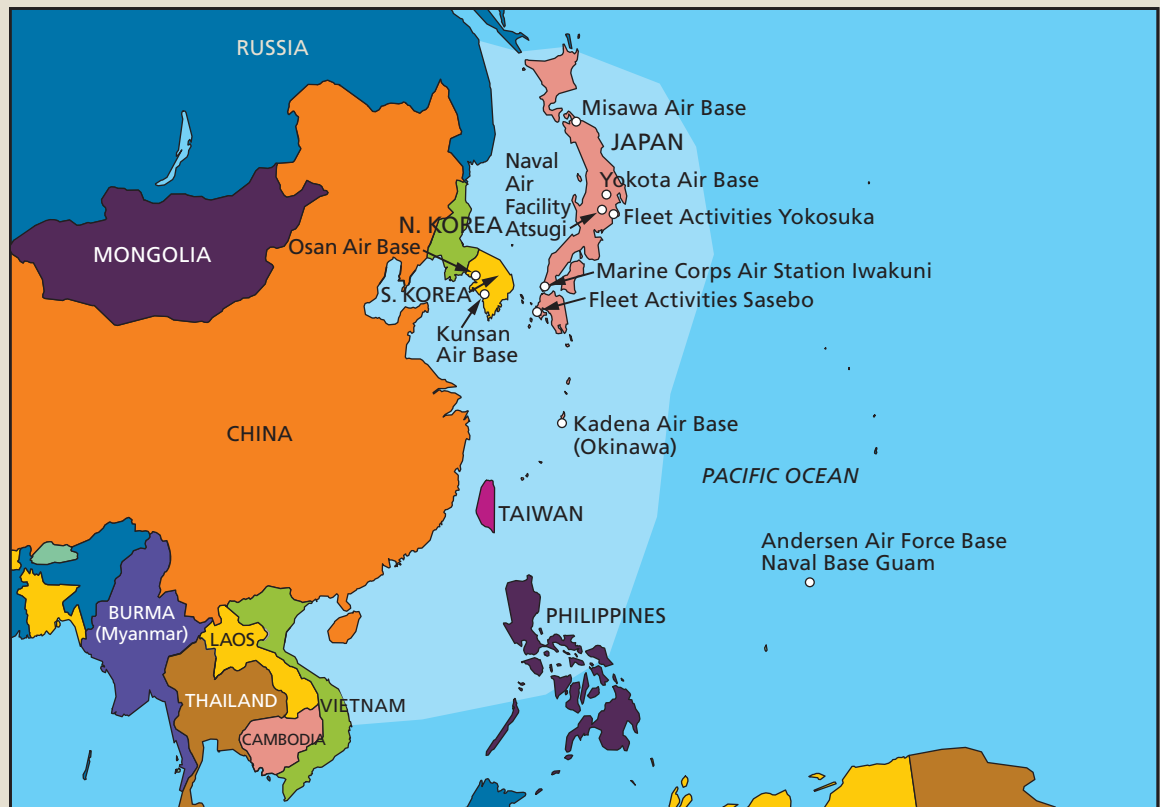 RUSSIA
Misawa Air Base
JAPAN
Naval
Air
Facility
Atsugi
Yokota Air Base
Fleet Activities Yokosuka
N. KOREA
Osan Air Base
MONGOLIA
Marine Corps Air Station Iwakuni
S. KOREA
Fleet Activities Sasebo
Kunsan
Air Base
CHINA
Kadena Air Base
(Okinawa)
PACIFIC OCEAN
TAIWAN
Andersen Air Force Base
Naval Base Guam
BURMA
(Myanmar)
LAOS
PHILIPPINES
THAILAND
VIETNAM
CAMBODIA